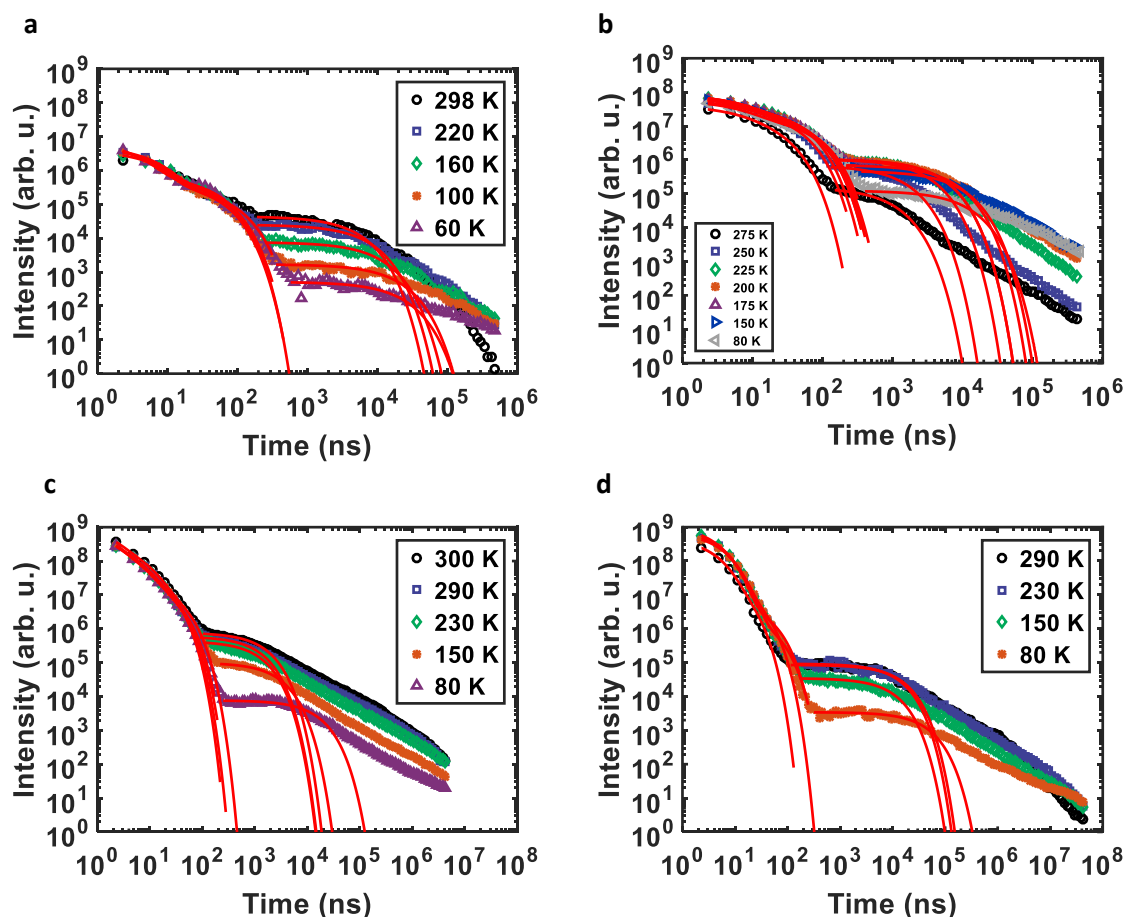 a
Intensity (arb. u.)
10⁹
10⁸
10⁷
10⁶
10⁵
10⁴
10³
10²
10¹
10⁰
298 K
220 K
160 K
100 K
60 K
10⁰ 10¹ 10² 10³ 10⁴ 10⁵ 10⁶
Time (ns)
b
Intensity (arb. u.)
10⁹
10⁸
10⁷
10⁶
10⁵
10⁴
10³
10²
10¹
10⁰
275 K
250 K
225 K
200 K
175 K
150 K
80 K
10⁰ 10¹ 10² 10³ 10⁴ 10⁵ 10⁶
Time (ns)
c
Intensity (arb. u.)
10⁹
10⁸
10⁷
10⁶
10⁵
10⁴
10³
10²
10¹
10⁰
300 K
290 K
230 K
150 K
80 K
10⁰ 10¹ 10² 10³ 10⁴ 10⁵ 10⁶ 10⁷ 10⁸
Time (ns)
d
Intensity (arb. u.)
10⁹
10⁸
10⁷
10⁶
10⁵
10⁴
10³
10²
10¹
10⁰
290 K
230 K
150 K
80 K
10⁰ 10¹ 10² 10³ 10⁴ 10⁵ 10⁶ 10⁷ 10⁸
Time (ns)